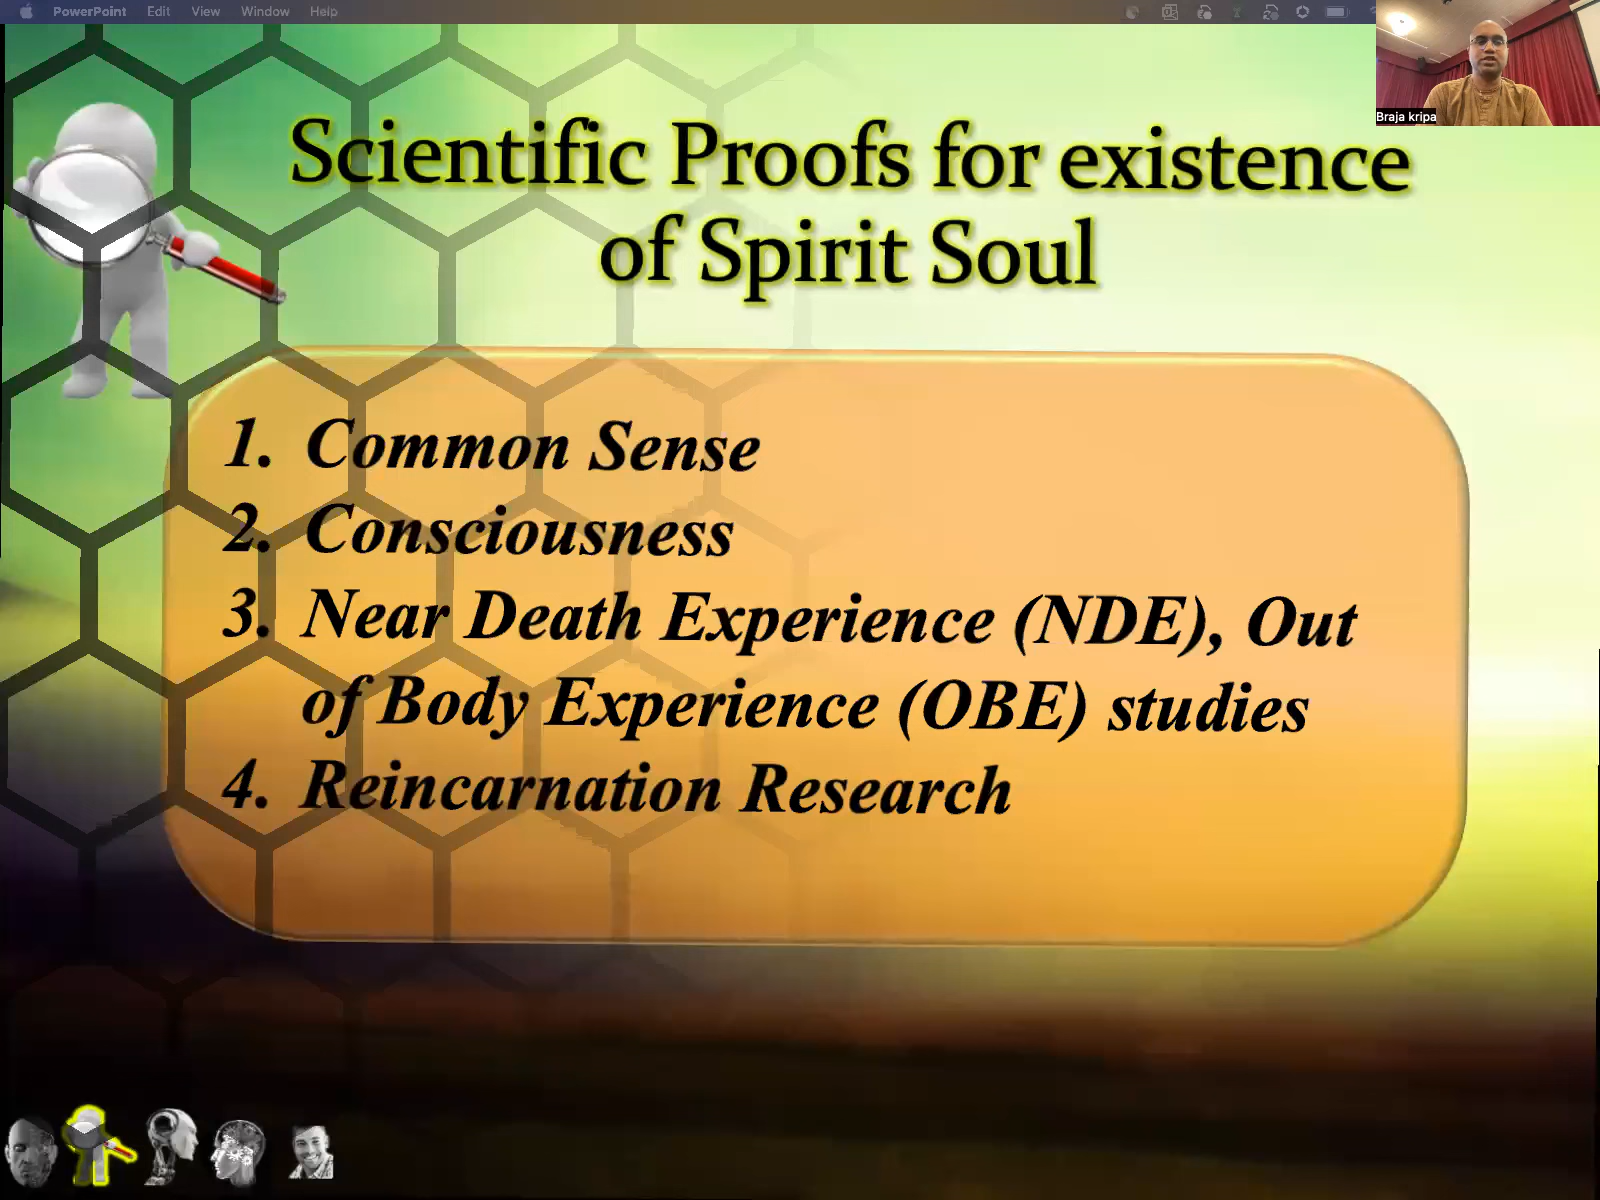 PowerPoint Edit View Window Help
Braja kripa
Scientific Proofs for existence
of Spirit Soul
1. Common Sense
2. Consciousness
3. Near Death Experience (NDE), Out
of Body Experience (OBE) studies
4. Reincarnation Research